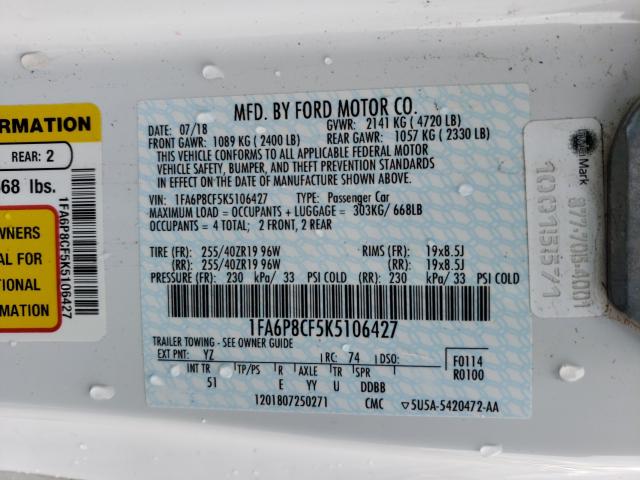 ORMATION
REAR: 2
668 lbs.
1FA6P8CF5K5106427
WNERS
AL FOR
TIONAL
MFD. BY FORD MOTOR CO.
DATE: 07/18 GVWR: 2141 KG ( 4720 LB)
FRONT GAWR: 1089 KG ( 2400 LB) REAR GAWR: 1057 KG ( 2330 LB)
THIS VEHICLE CONFORMS TO ALL APPLICABLE FEDERAL MOTOR
VEHICLE SAFETY, BUMPER, AND THEFT PREVENTION STANDARDS
IN EFFECT ON THE DATE OF MANUFACTURE SHOWN ABOVE.
VIN: 1FA6P8CF5K5106427 TYPE: Passenger Car
MAXIMUM LOAD = OCCUPANTS + LUGGAGE = 303KG/ 668LB
OCCUPANTS = 4 TOTAL; 2 FRONT, 2 REAR
TIRE (FR): 255/40ZR19 96W RIMS (FR): 19x8.5J
(RR): 255/40ZR19 96W (RR): 19x8.5J
PRESSURE (FR): 230 kPa/ 33 PSI COLD (RR): 230 kPa/ 33 PSI COLD
1FA6P8CF5K5106427
TRAILER TOWING - SEE OWNER GUIDE
EXT PNT: YZ RC: 74 DSO: F0114
INT TR TP/PS R AXLE TR SPR R0100
51 E YY U DDBB
1201807250271 CMC 5U5A-5420472-AA
Mark 877-705-4001